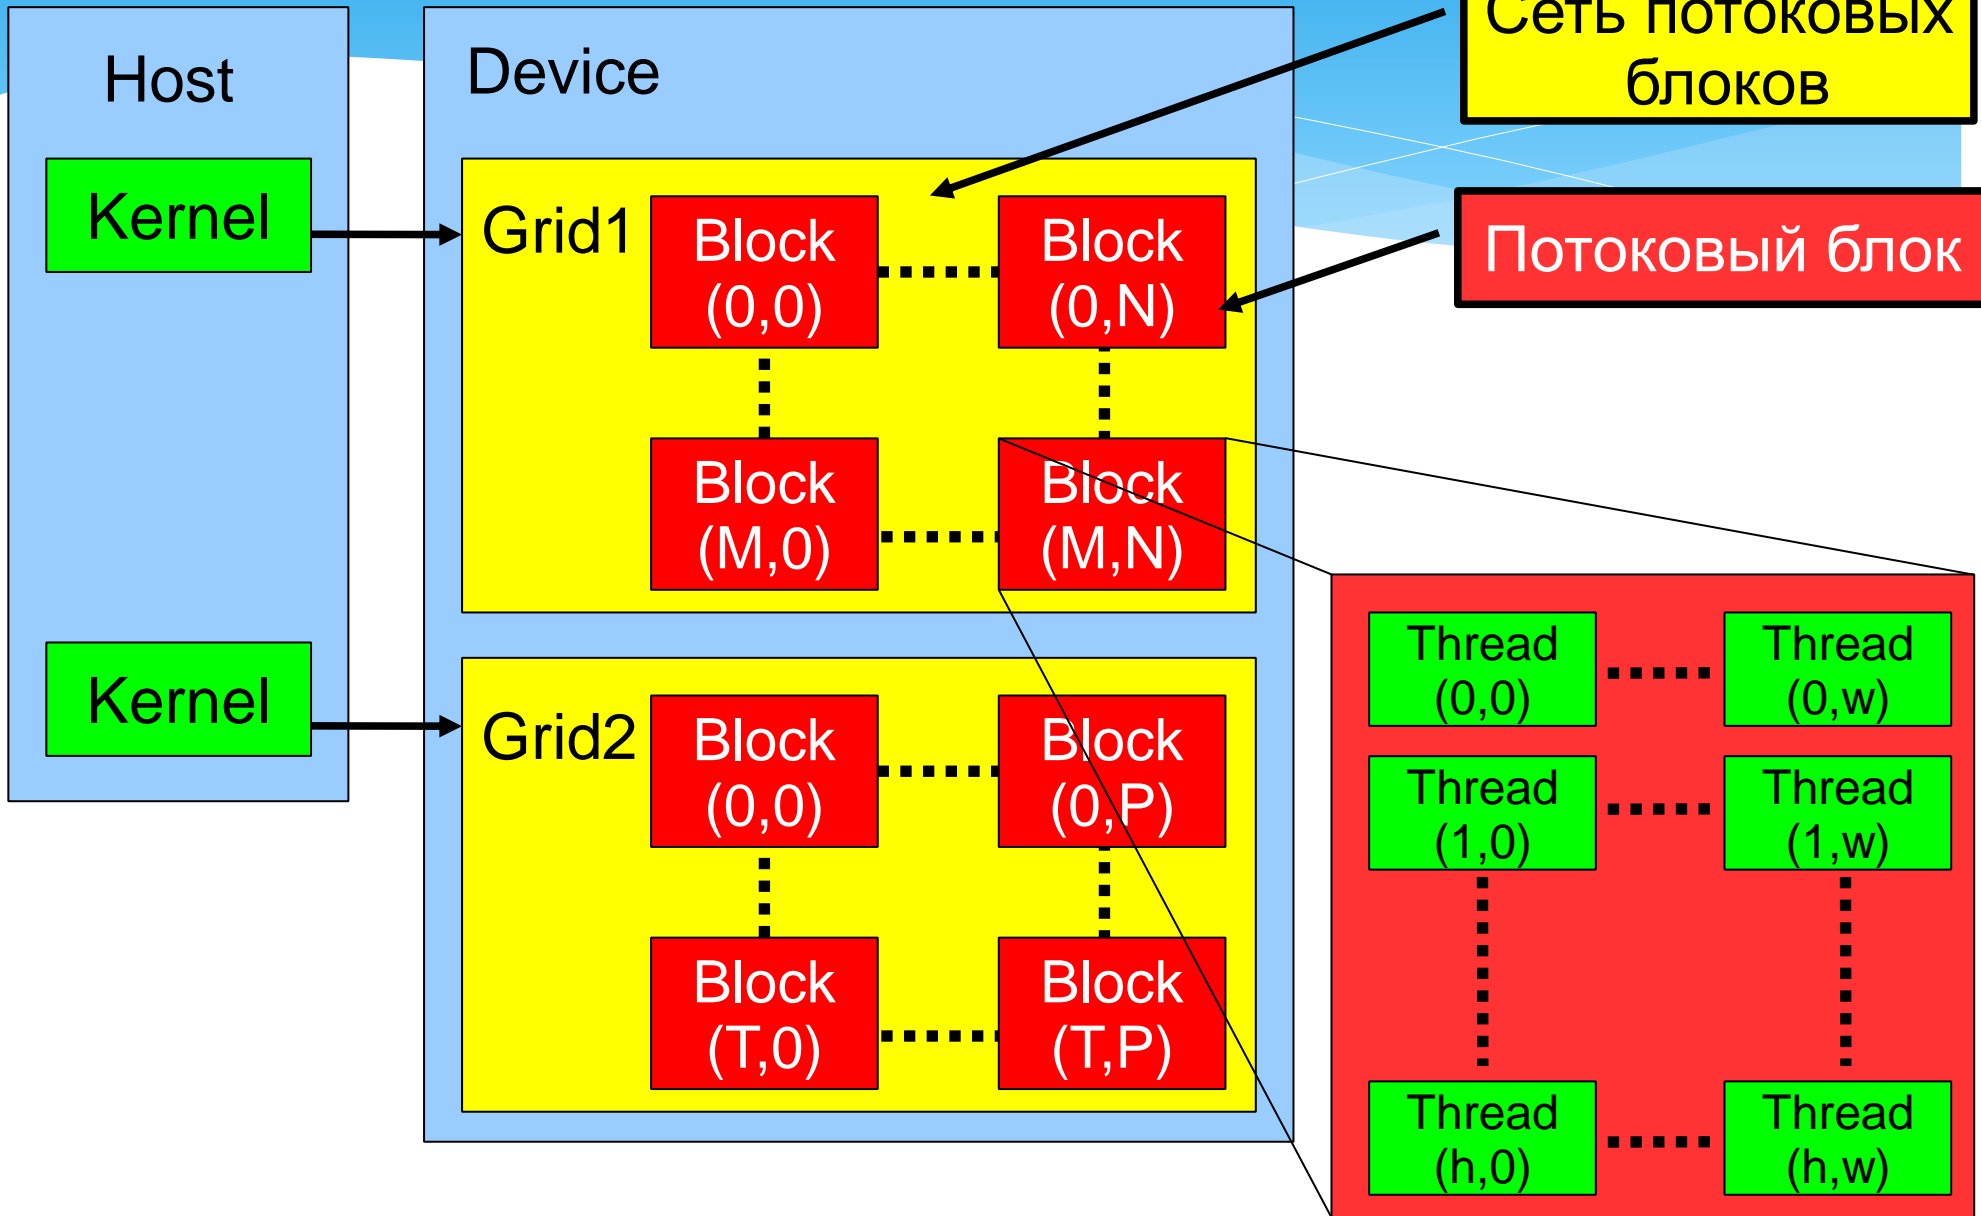 Сеть потоковых
блоков
Host
Device
Kernel
Grid1
Block
(0,0)
Block
(0,N)
Потоковый блок
Block
(M,0)
Block
(M,N)
Kernel
Grid2
Block
(0,0)
Block
(0,P)
Block
(T,0)
Block
(T,P)
Thread
(0,0)
Thread
(0,w)
Thread
(1,0)
Thread
(1,w)
Thread
(h,0)
Thread
(h,w)